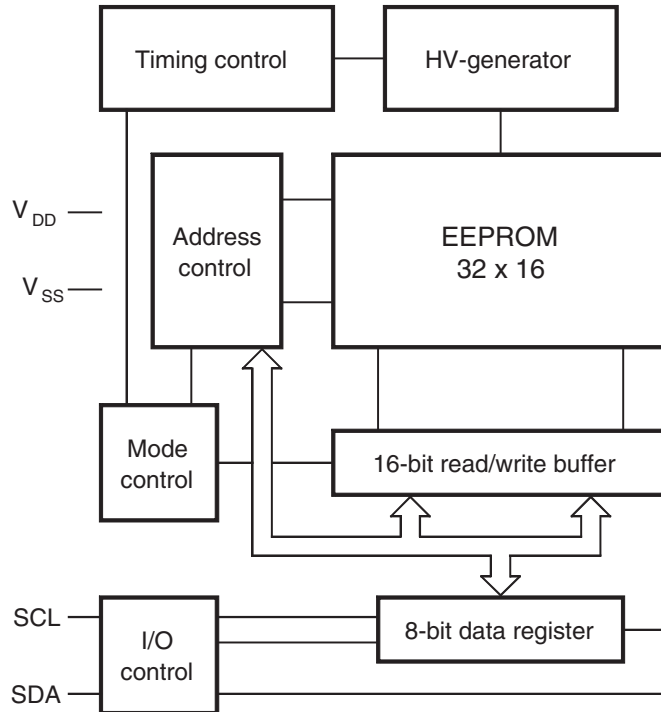 Timing control
HV-generator
V DD
Address
control
EEPROM
32 x 16
V SS
Mode
control
16-bit read/write buffer
SCL
I/O
control
8-bit data register
SDA